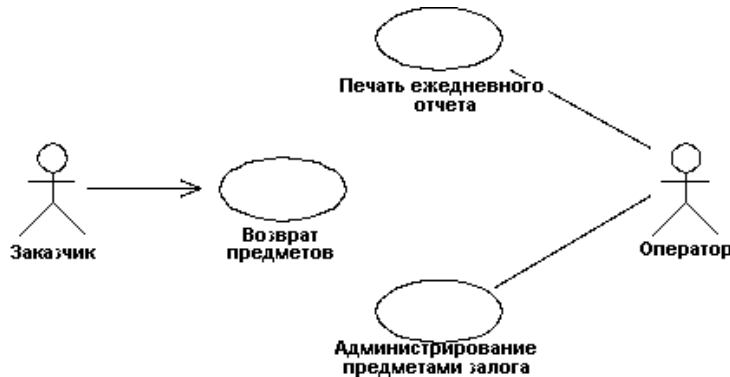 Печать ежедневного
отчета
Заказчик
Возврат
предметов
Оператор
Администрирование
предметами залога